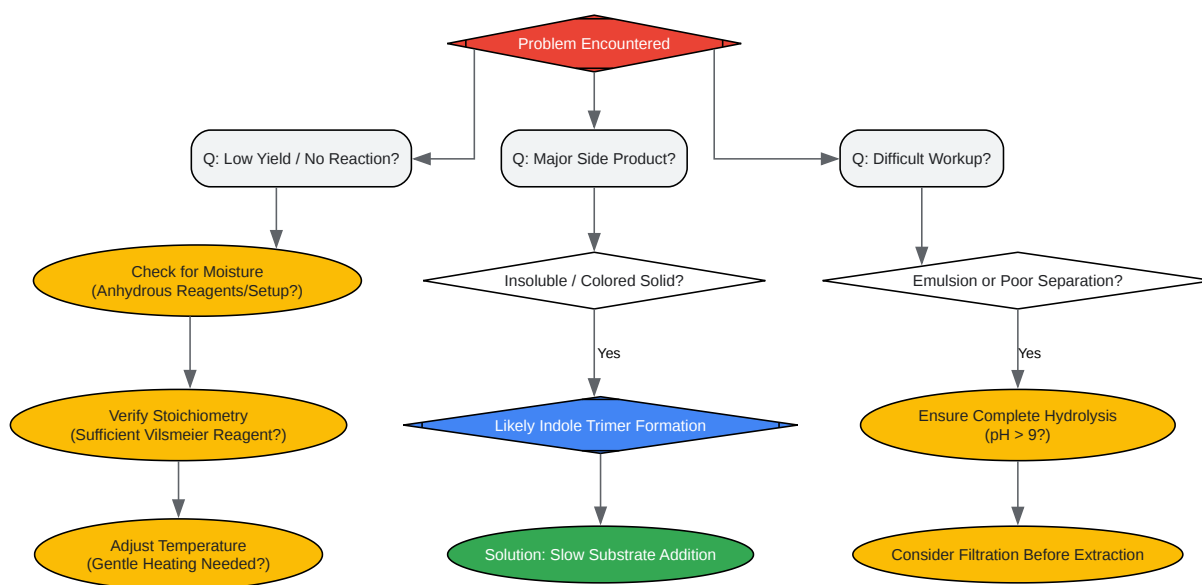 Problem Encountered
Q: Low Yield / No Reaction?
Q: Major Side Product?
Q: Difficult Workup?
Check for Moisture
(Anhydrous Reagents/Setup?)
Insoluble / Colored Solid?
Emulsion or Poor Separation?
Yes
Yes
Verify Stoichiometry
(Sufficient Vilsmeier Reagent?)
Likely Indole Trimer Formation
Ensure Complete Hydrolysis
(pH > 9?)
Adjust Temperature
(Gentle Heating Needed?)
Solution: Slow Substrate Addition
Consider Filtration Before Extraction